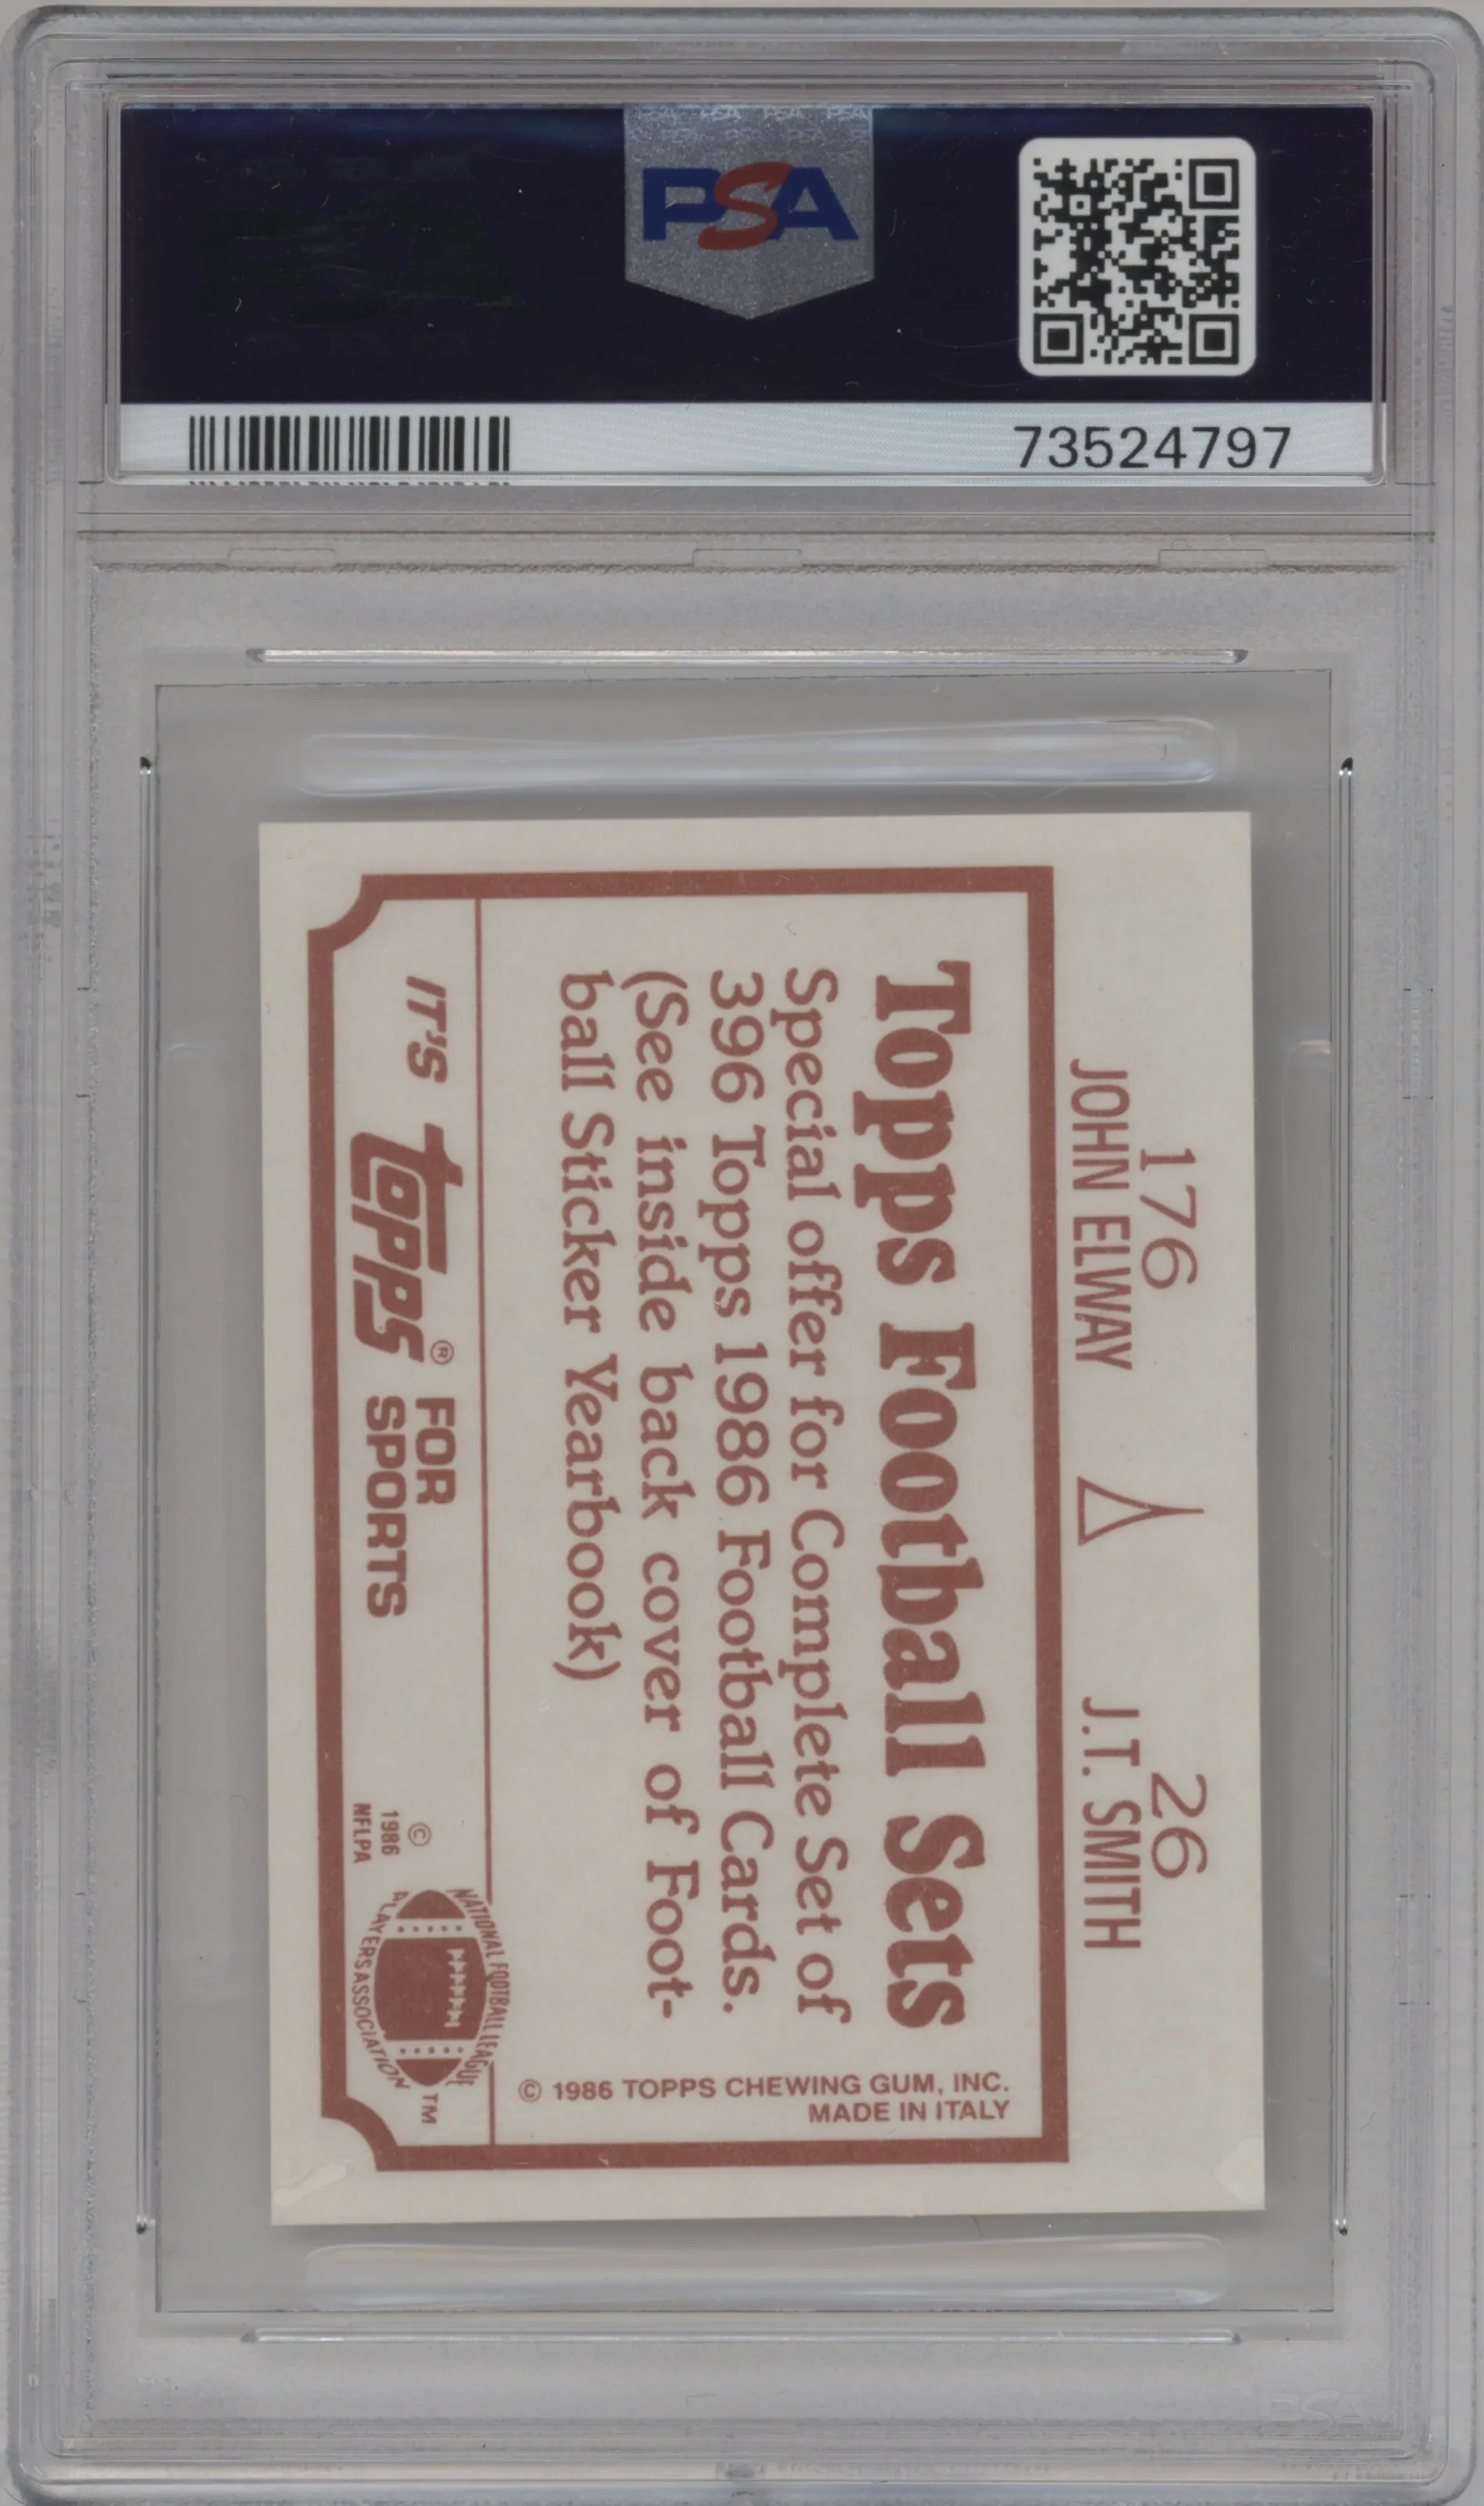 PSA
73524797
176
JOHN ELWAY
26
J.T. SMITH
Topps Football Sets
Special offer for Complete Set of
396 Topps 1986 Football Cards.
(See inside back cover of Foot-
ball Sticker Yearbook)
IT'S topps® FOR
SPORTS
©
1986
NFLPA
NATIONAL FOOTBALL LEAGUE
PLAYERS ASSOCIATION
TM
© 1986 TOPPS CHEWING GUM, INC.
MADE IN ITALY
PSA